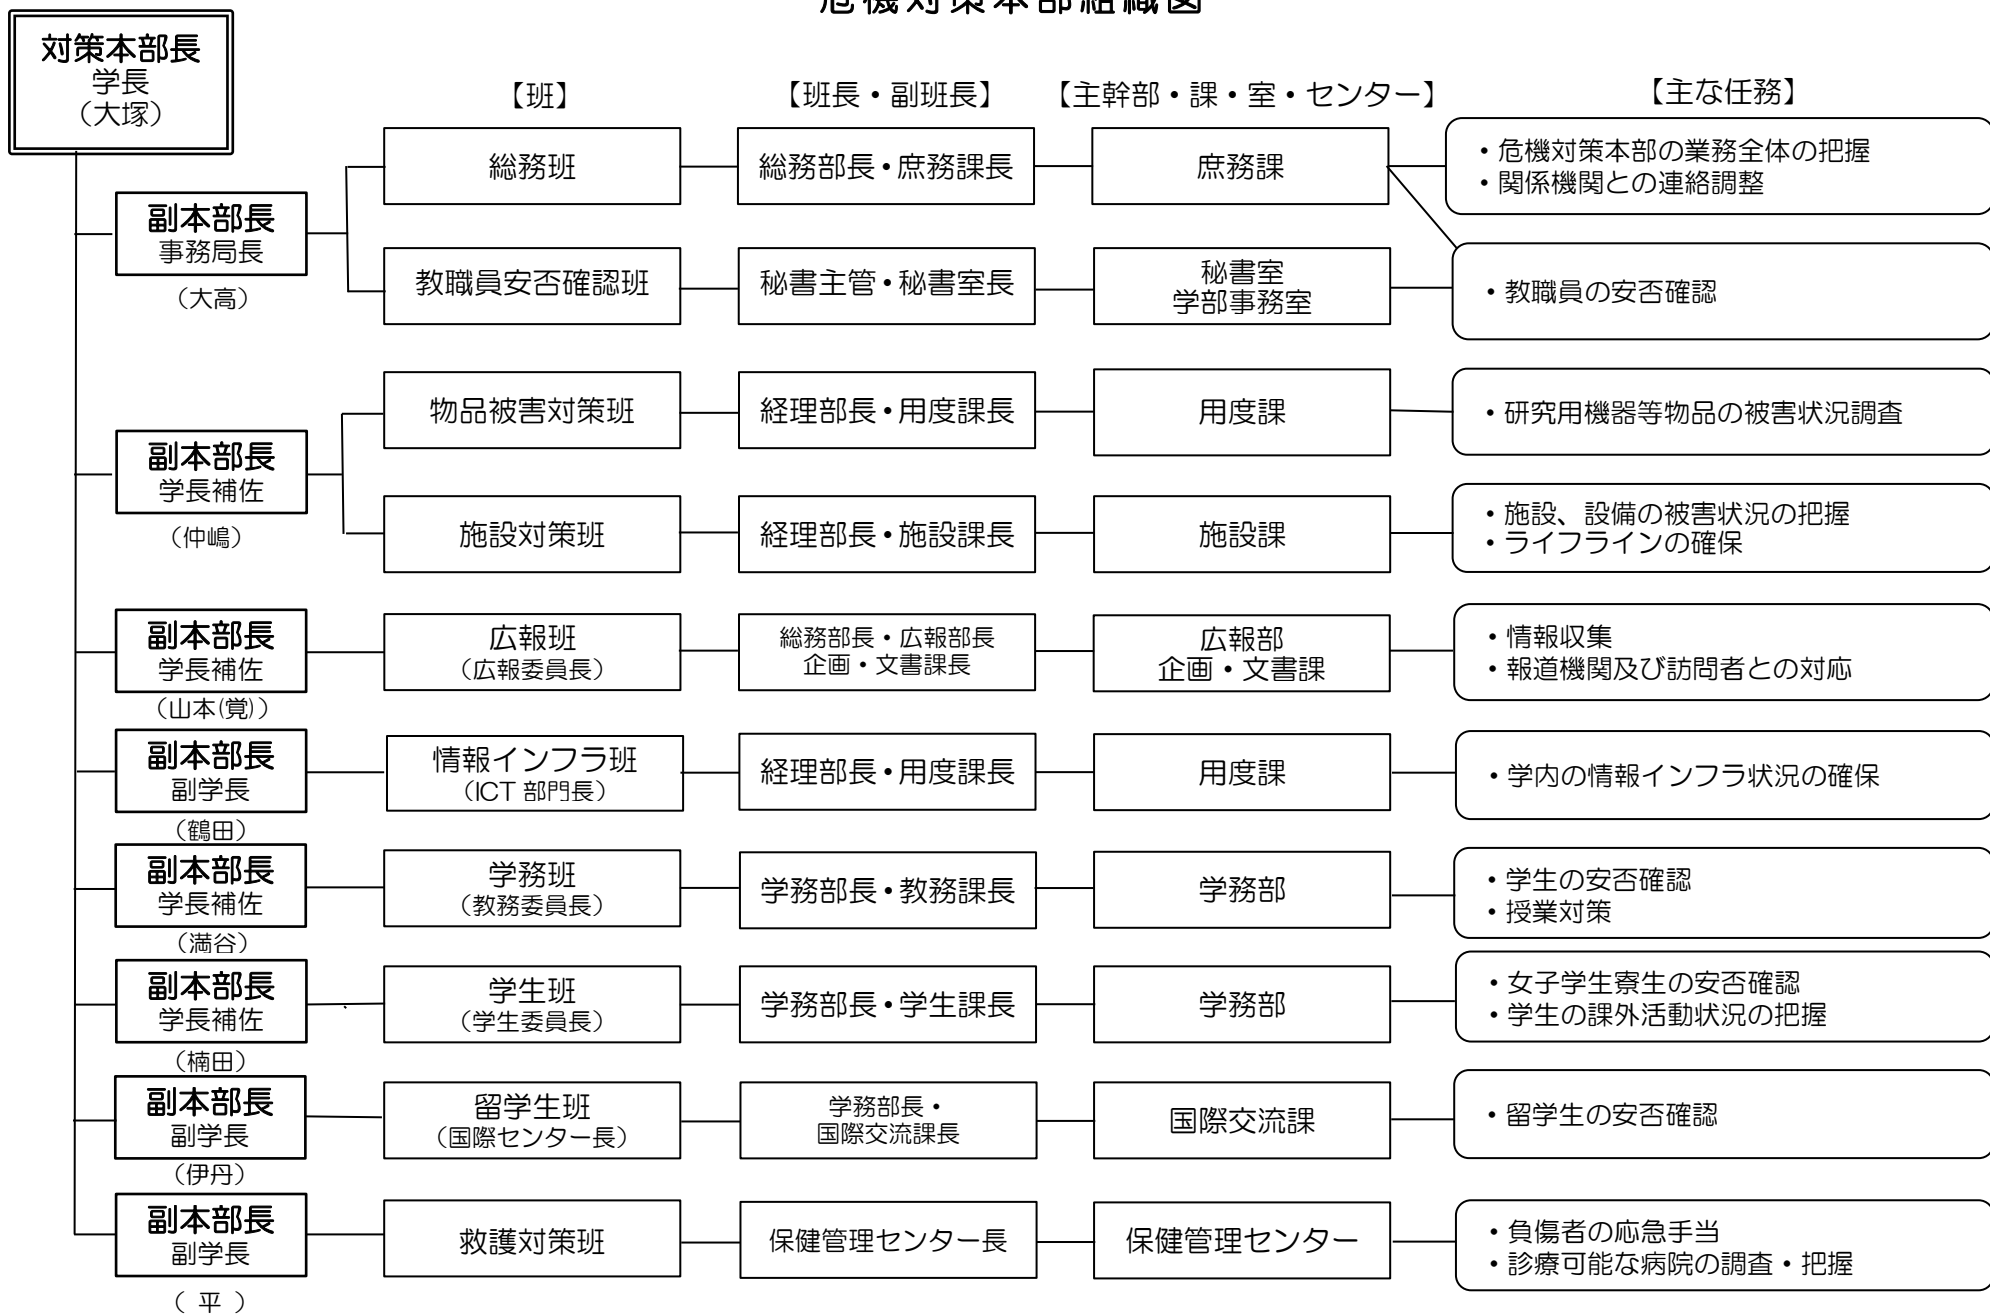 危機対策本部組織図
対策本部長
学長
（大塚）
【班】
【班長・副班長】
【主幹部・課・室・センター】
【主な任務】
副本部長
事務局長
（大高）
総務班
総務部長・庶務課長
庶務課
・危機対策本部の業務全体の把握
・関係機関との連絡調整
教職員安否確認班
秘書主管・秘書室長
秘書室
学部事務室
・教職員の安否確認
副本部長
学長補佐
（仲嶋）
物品被害対策班
経理部長・用度課長
用度課
・研究用機器等物品の被害状況調査
施設対策班
経理部長・施設課長
施設課
・施設、設備の被害状況の把握
・ライフラインの確保
副本部長
学長補佐
（山本(覚)）
広報班
（広報委員長）
総務部長・広報部長
企画・文書課長
広報部
企画・文書課
・情報収集
・報道機関及び訪問者との対応
副本部長
副学長
（鶴田）
情報インフラ班
（ICT 部門長）
経理部長・用度課長
用度課
・学内の情報インフラ状況の確保
副本部長
学長補佐
（満谷）
学務班
（教務委員長）
学務部長・教務課長
学務部
・学生の安否確認
・授業対策
副本部長
学長補佐
（楠田）
学生班
（学生委員長）
学務部長・学生課長
学務部
・女子学生寮生の安否確認
・学生の課外活動状況の把握
副本部長
副学長
（伊丹）
留学生班
（国際センター長）
学務部長・
国際交流課長
国際交流課
・留学生の安否確認
副本部長
副学長
（ 平 ）
救護対策班
保健管理センター長
保健管理センター
・負傷者の応急手当
・診療可能な病院の調査・把握